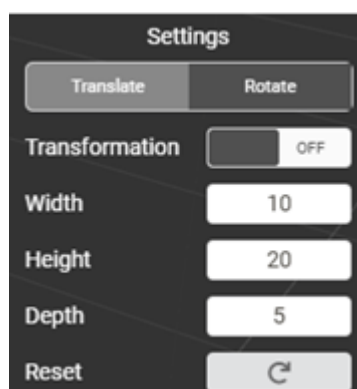 Settings
Translate Rotate
Transformation OFF
Width 10
Height 20
Depth 5
Reset